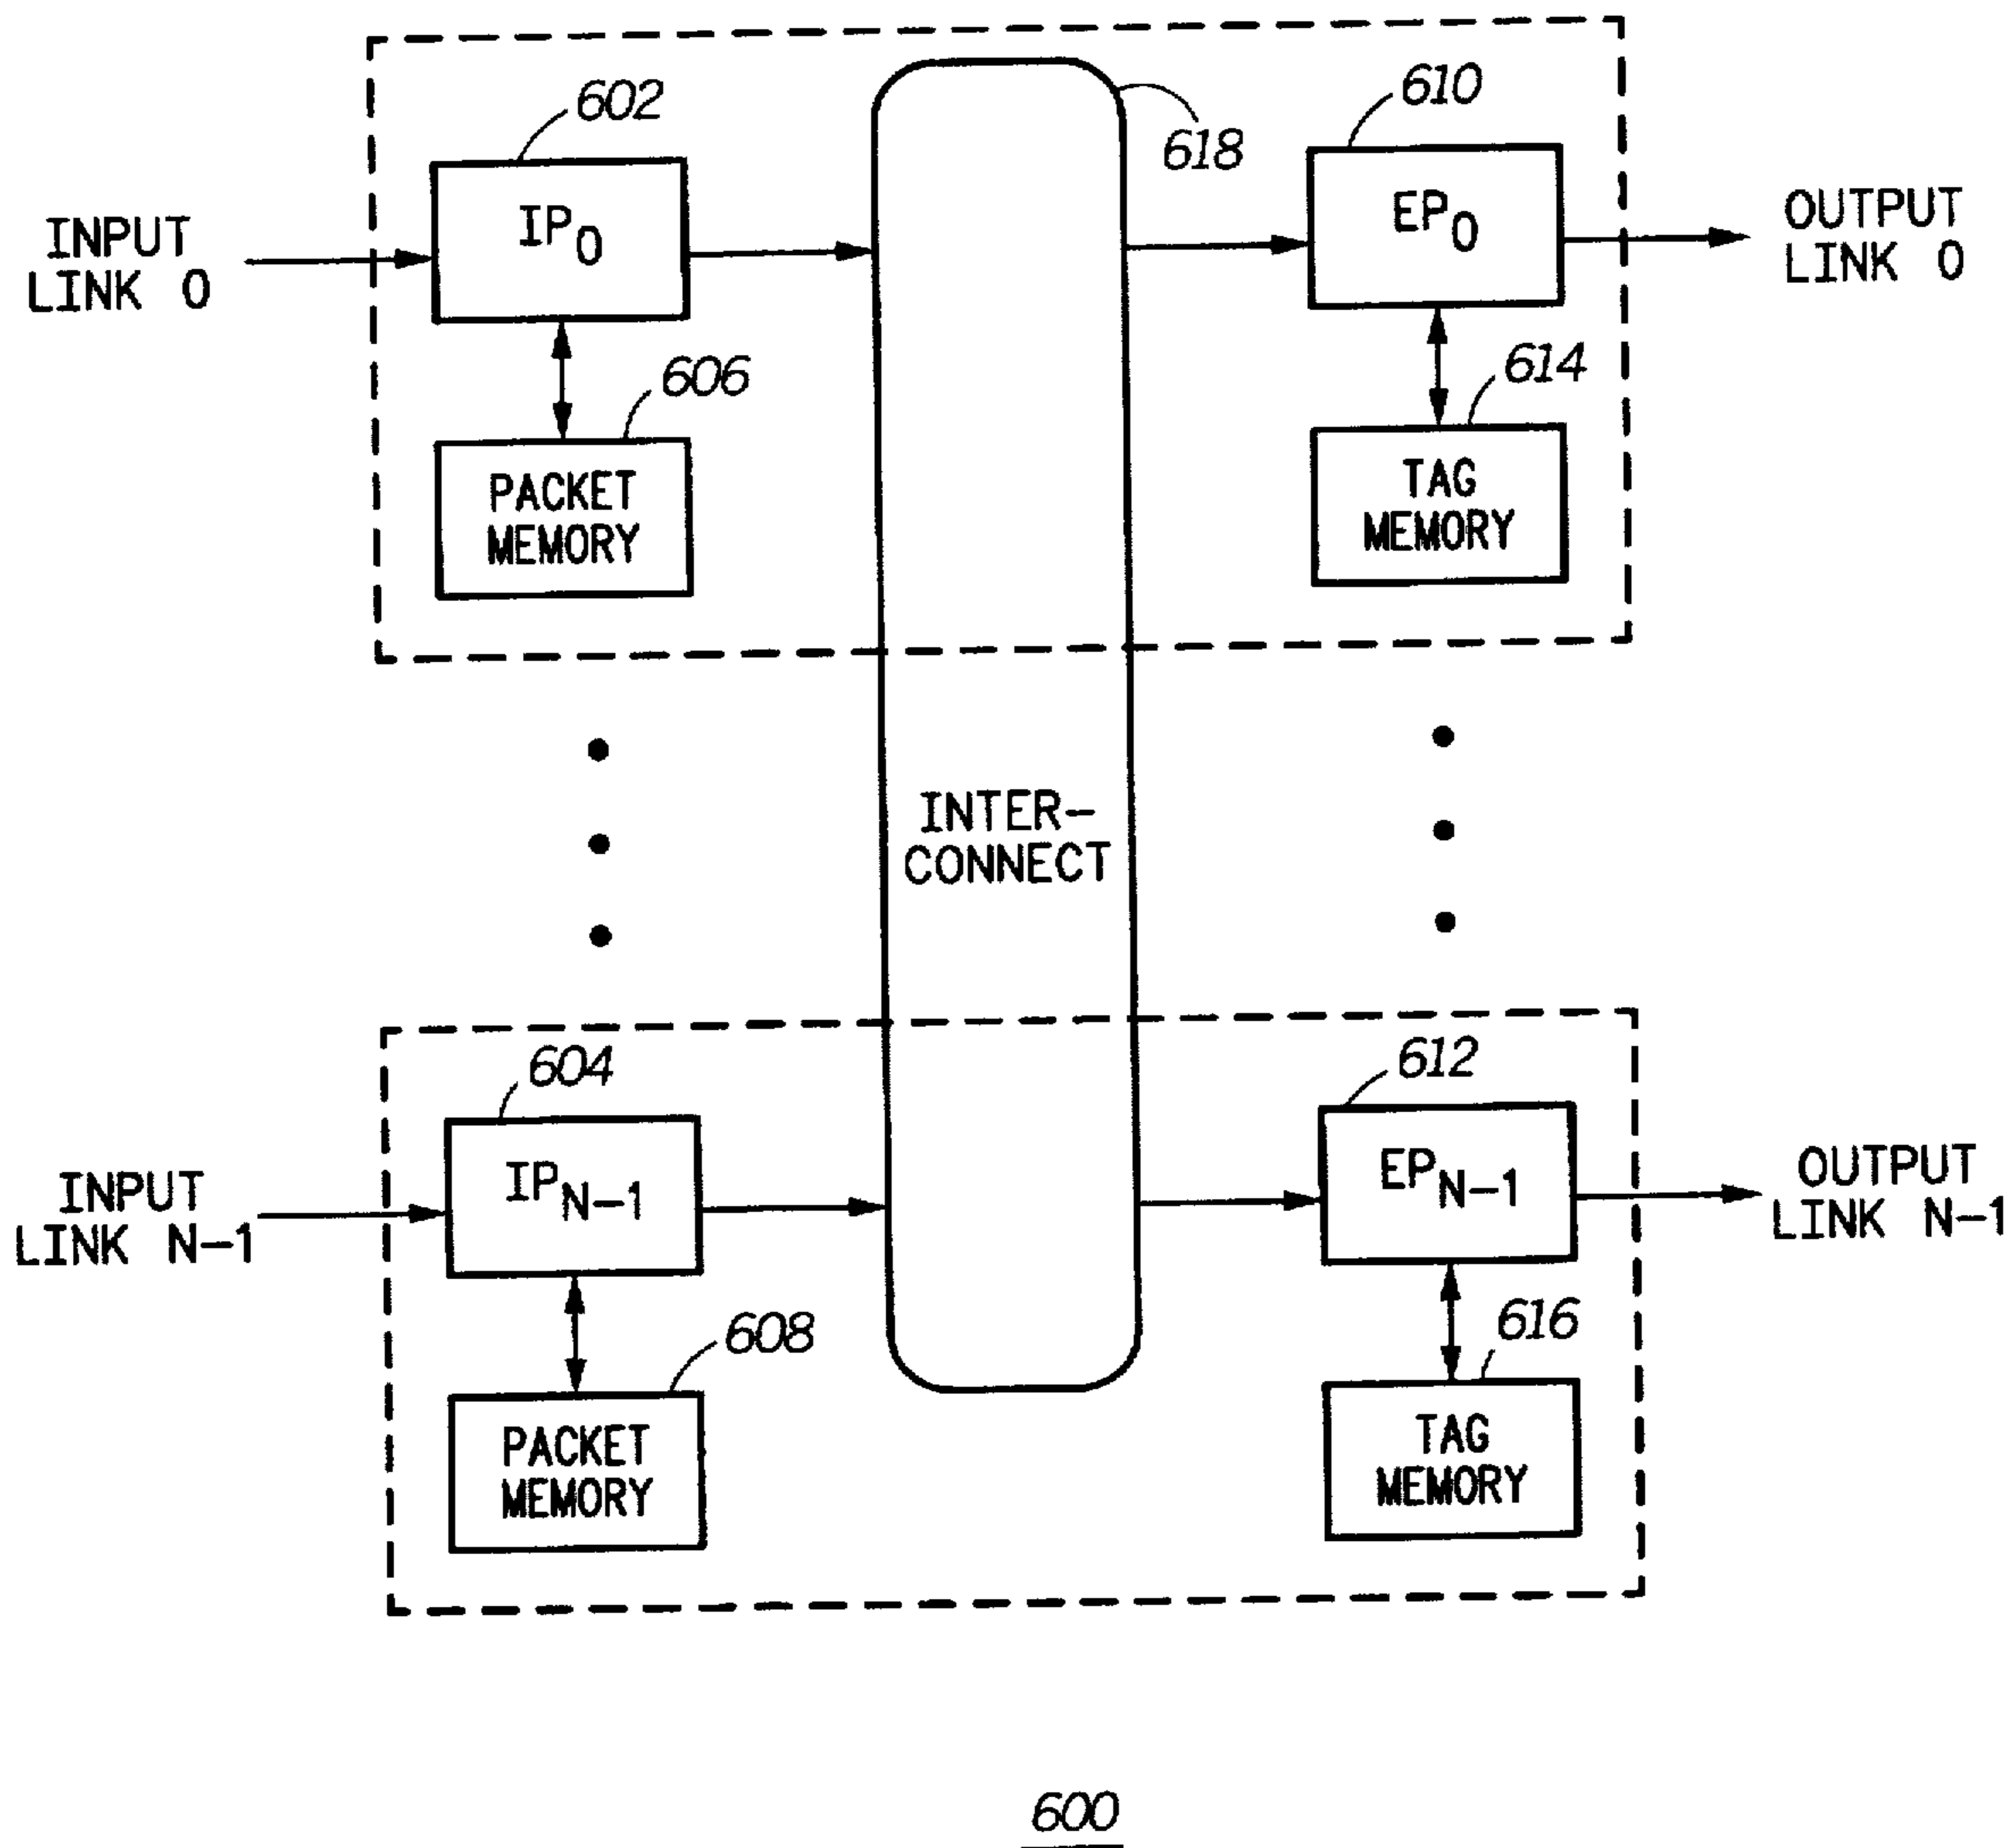 602
610
618
INPUT
LINK 0
IP0
EP0
OUTPUT
LINK 0
606
614
PACKET
MEMORY
TAG
MEMORY
INTER-
CONNECT
604
612
INPUT
LINK N-1
IPN-1
EPN-1
OUTPUT
LINK N-1
608
616
PACKET
MEMORY
TAG
MEMORY
600